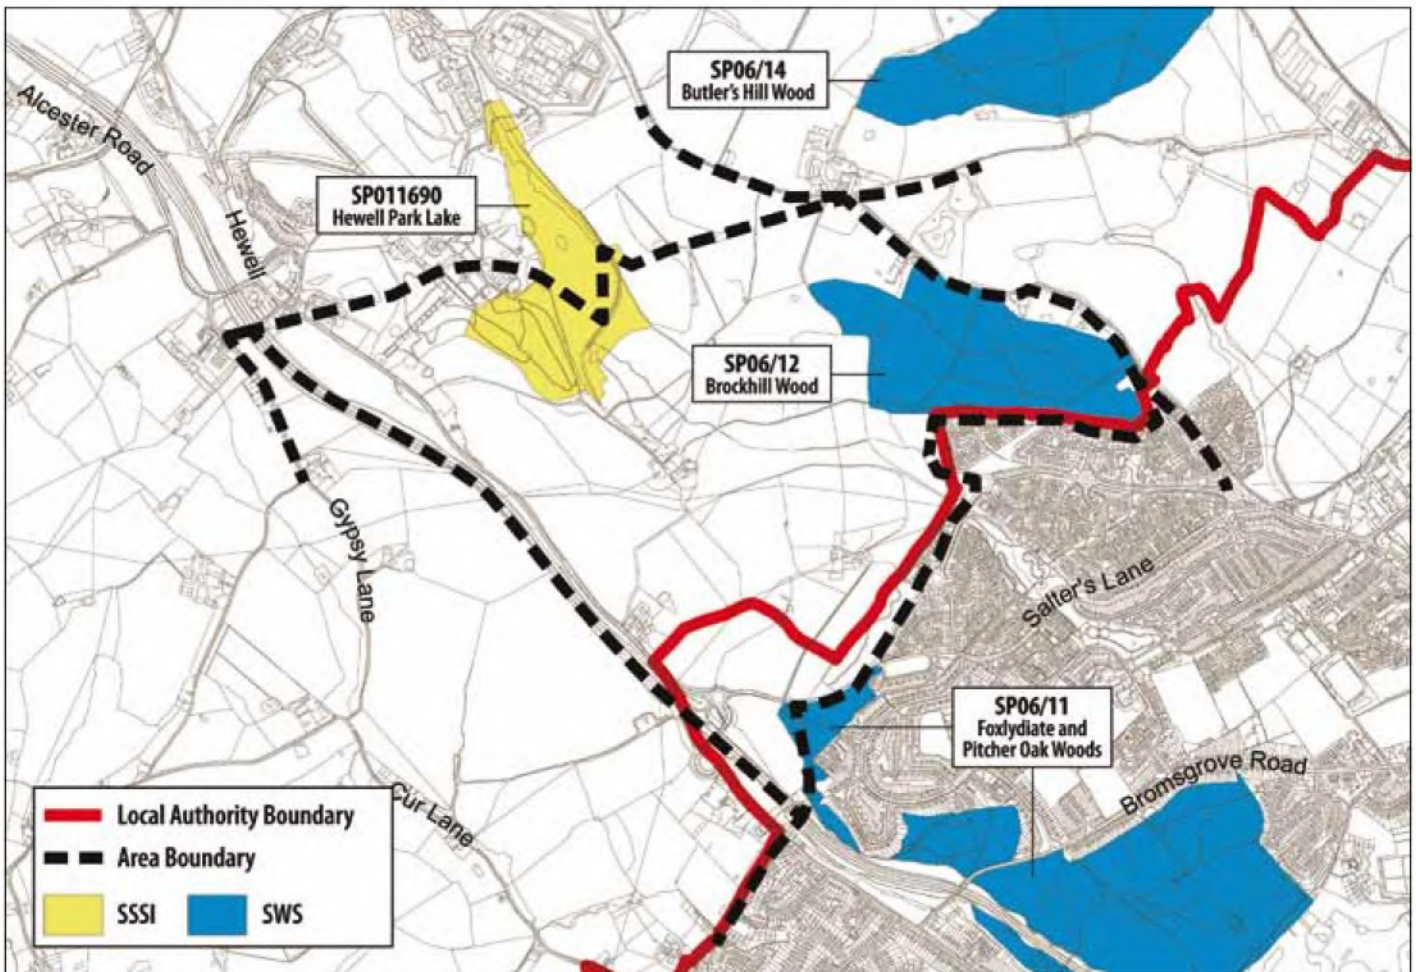 SP06/14
Butler's Hill Wood
Alcester Road
SP011690
Hewell Park Lake
Hewell
SP06/12
Brockhill Wood
Gypsy Lane
Salter's Lane
SP06/11
Foxlydiate and
Pitcher Oak Woods
Bromsgrove Road
Cur Lane
Local Authority Boundary
Area Boundary
SSSI
SWS